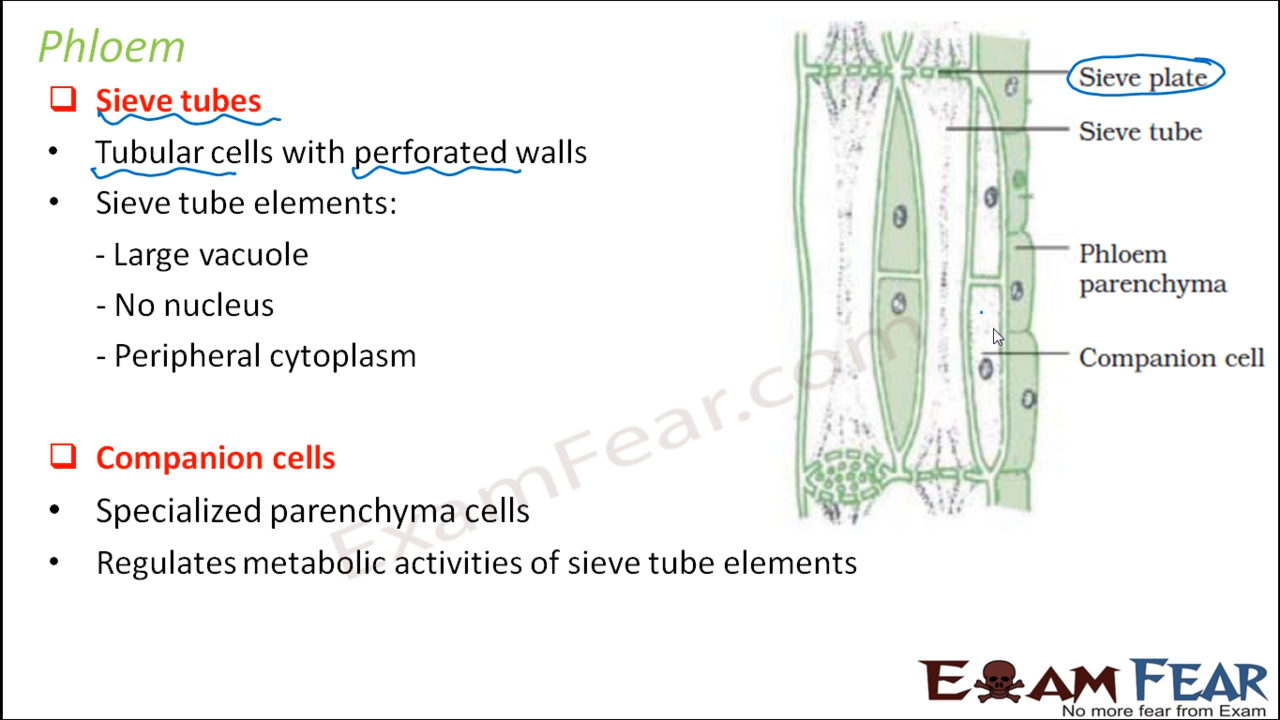 Phloem
Sieve tubes
• Tubular cells with perforated walls
• Sieve tube elements:
- Large vacuole
- No nucleus
- Peripheral cytoplasm
Companion cells
• Specialized parenchyma cells
• Regulates metabolic activities of sieve tube elements
Sieve plate
Sieve tube
Phloem
parenchyma
Companion cell
ExamFear.com
EXAM FEAR
No more fear from Exam